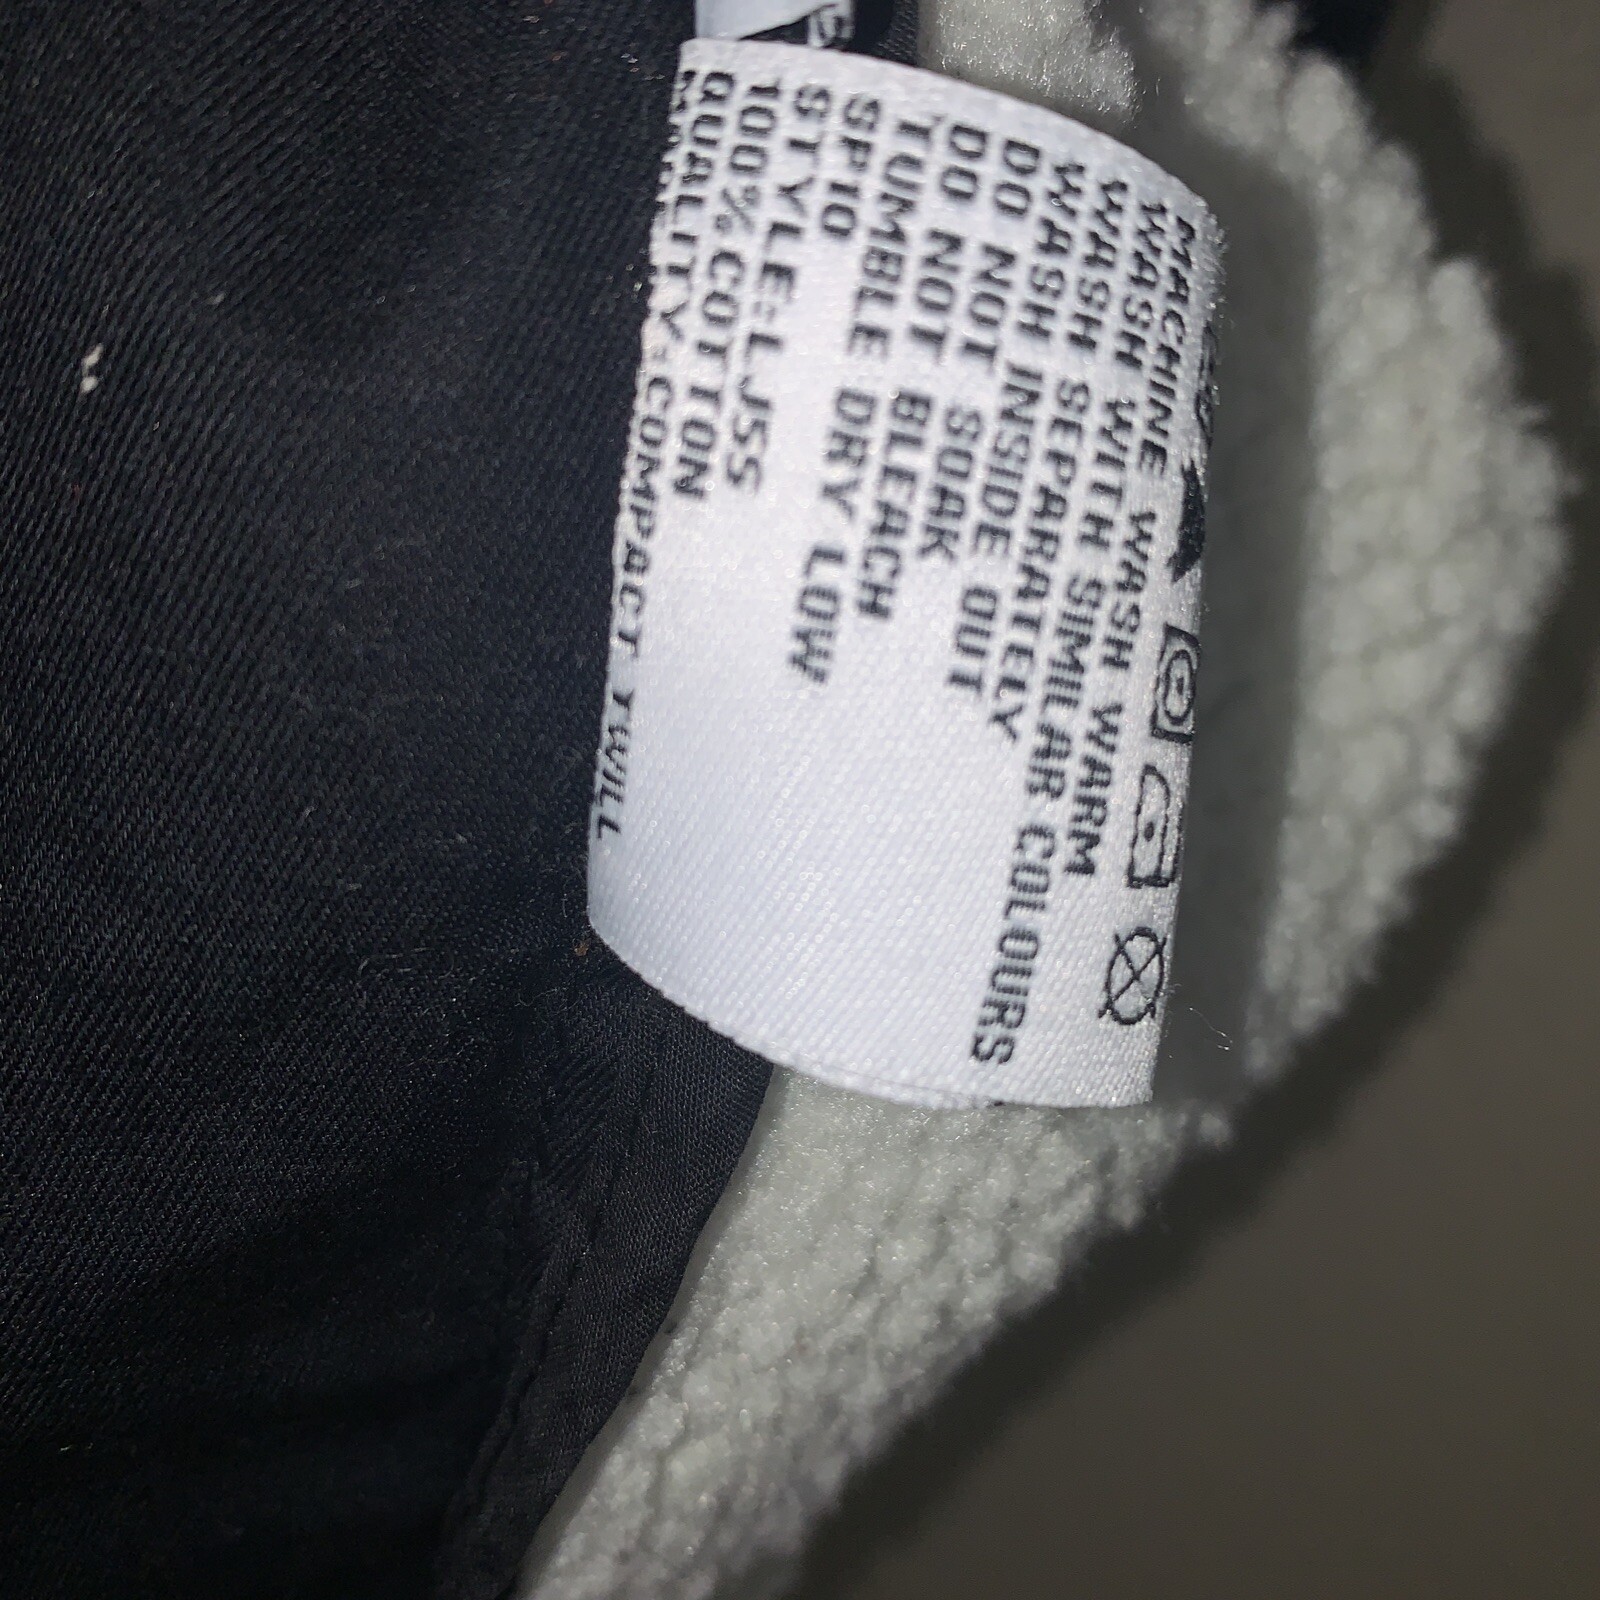 MACHINE WASH WARM
WASH WITH SIMILAR COLOURS
WASH SEPARATELY
WASH INSIDE OUT
DO NOT SOAK
DO NOT BLEACH
TUMBLE DRY LOW
SP10
STYLE:LJ55
100% COTTON
QUALITY:COMPACT TWILL